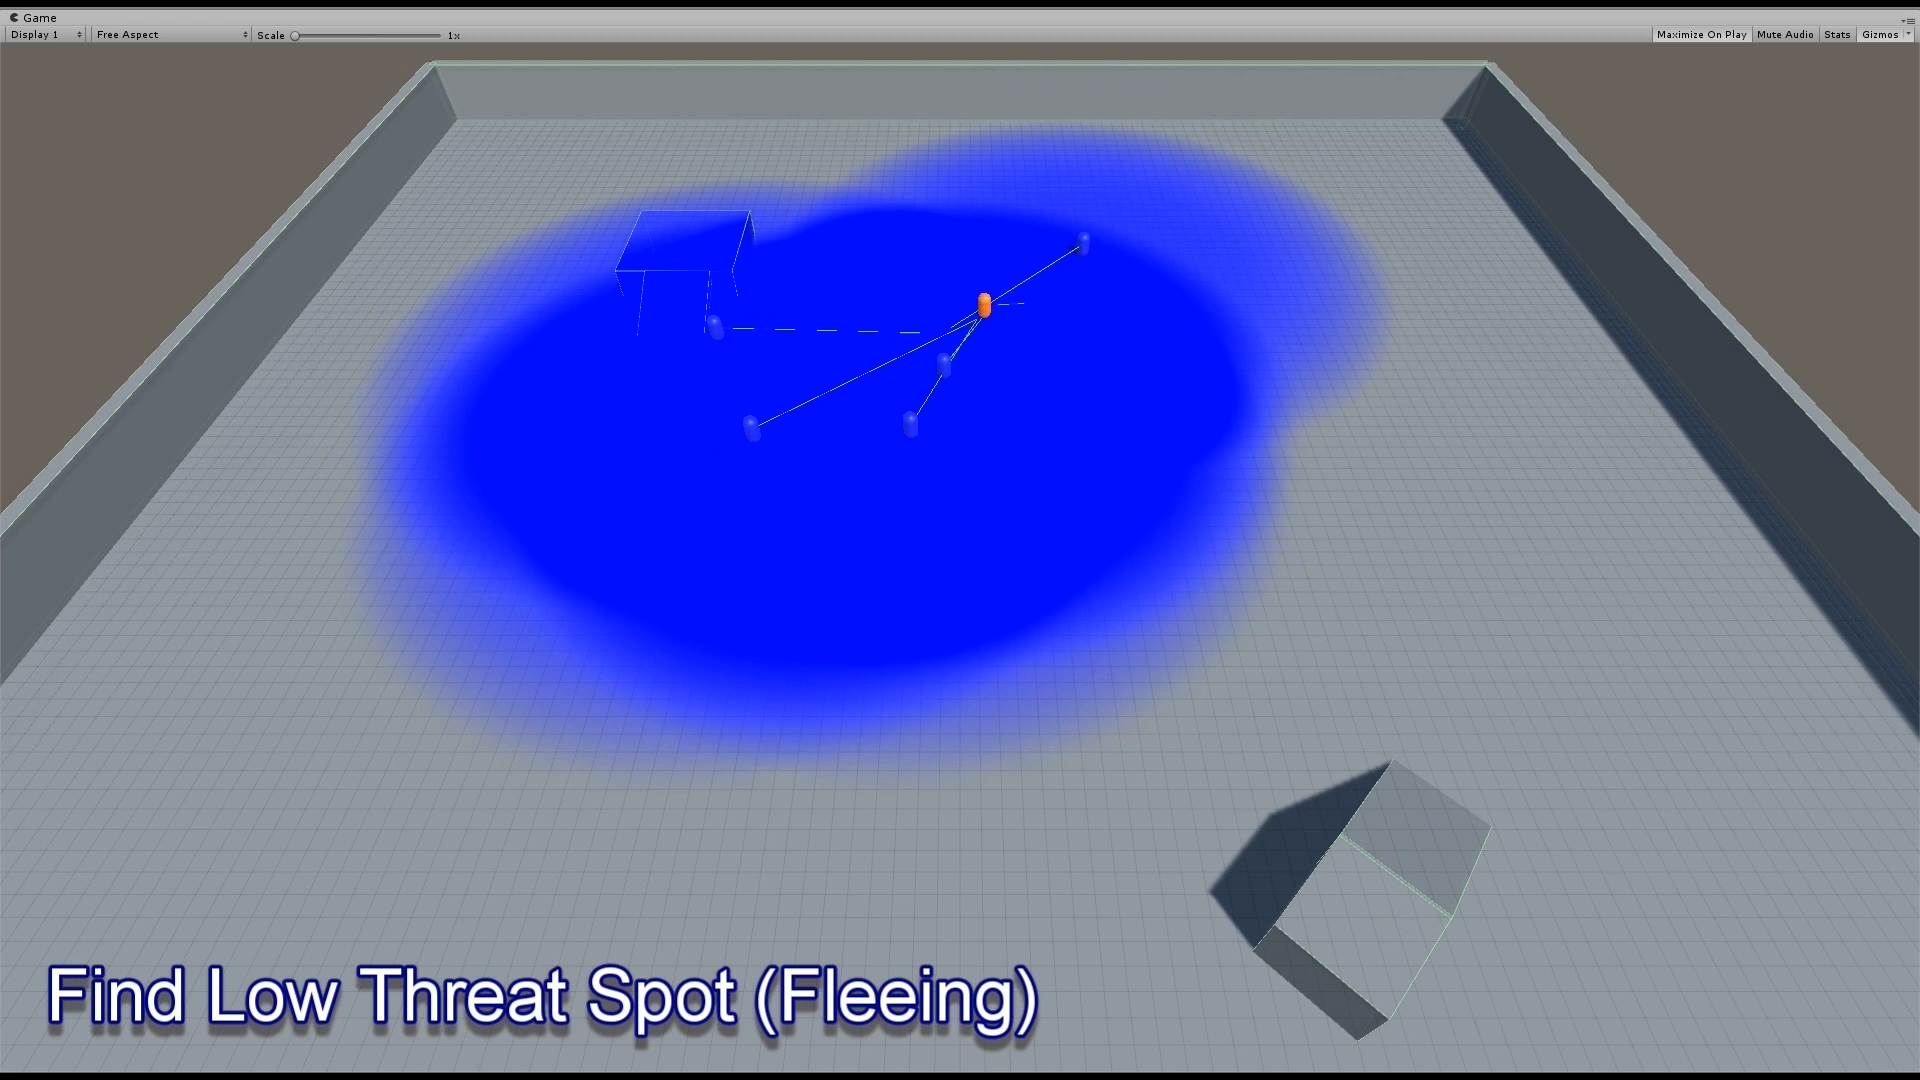 Game
Display 1 Free Aspect Scale 1x Maximize On Play Mute Audio Stats Gizmos
Find Low Threat Spot (Fleeing)